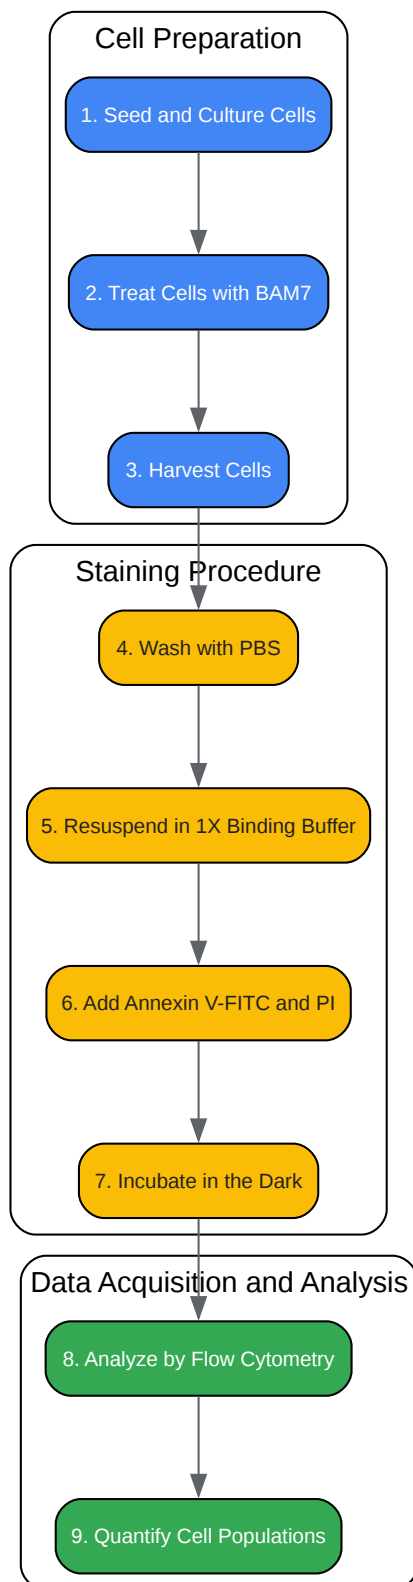 Cell Preparation
1. Seed and Culture Cells
2. Treat Cells with BAM7
3. Harvest Cells
Staining Procedure
4. Wash with PBS
5. Resuspend in 1X Binding Buffer
6. Add Annexin V-FITC and PI
7. Incubate in the Dark
Data Acquisition and Analysis
8. Analyze by Flow Cytometry
9. Quantify Cell Populations